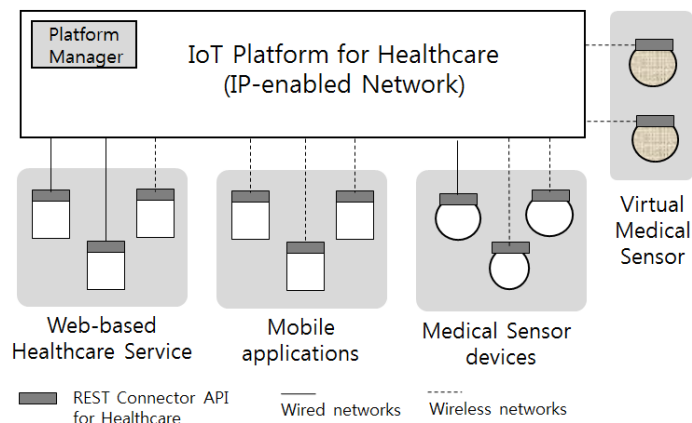 Platform
Manager
IoT Platform for Healthcare
(IP-enabled Network)
Virtual
Medical
Sensor
Web-based
Healthcare Service
Mobile
applications
Medical Sensor
devices
REST Connector API
for Healthcare
Wired networks
Wireless networks